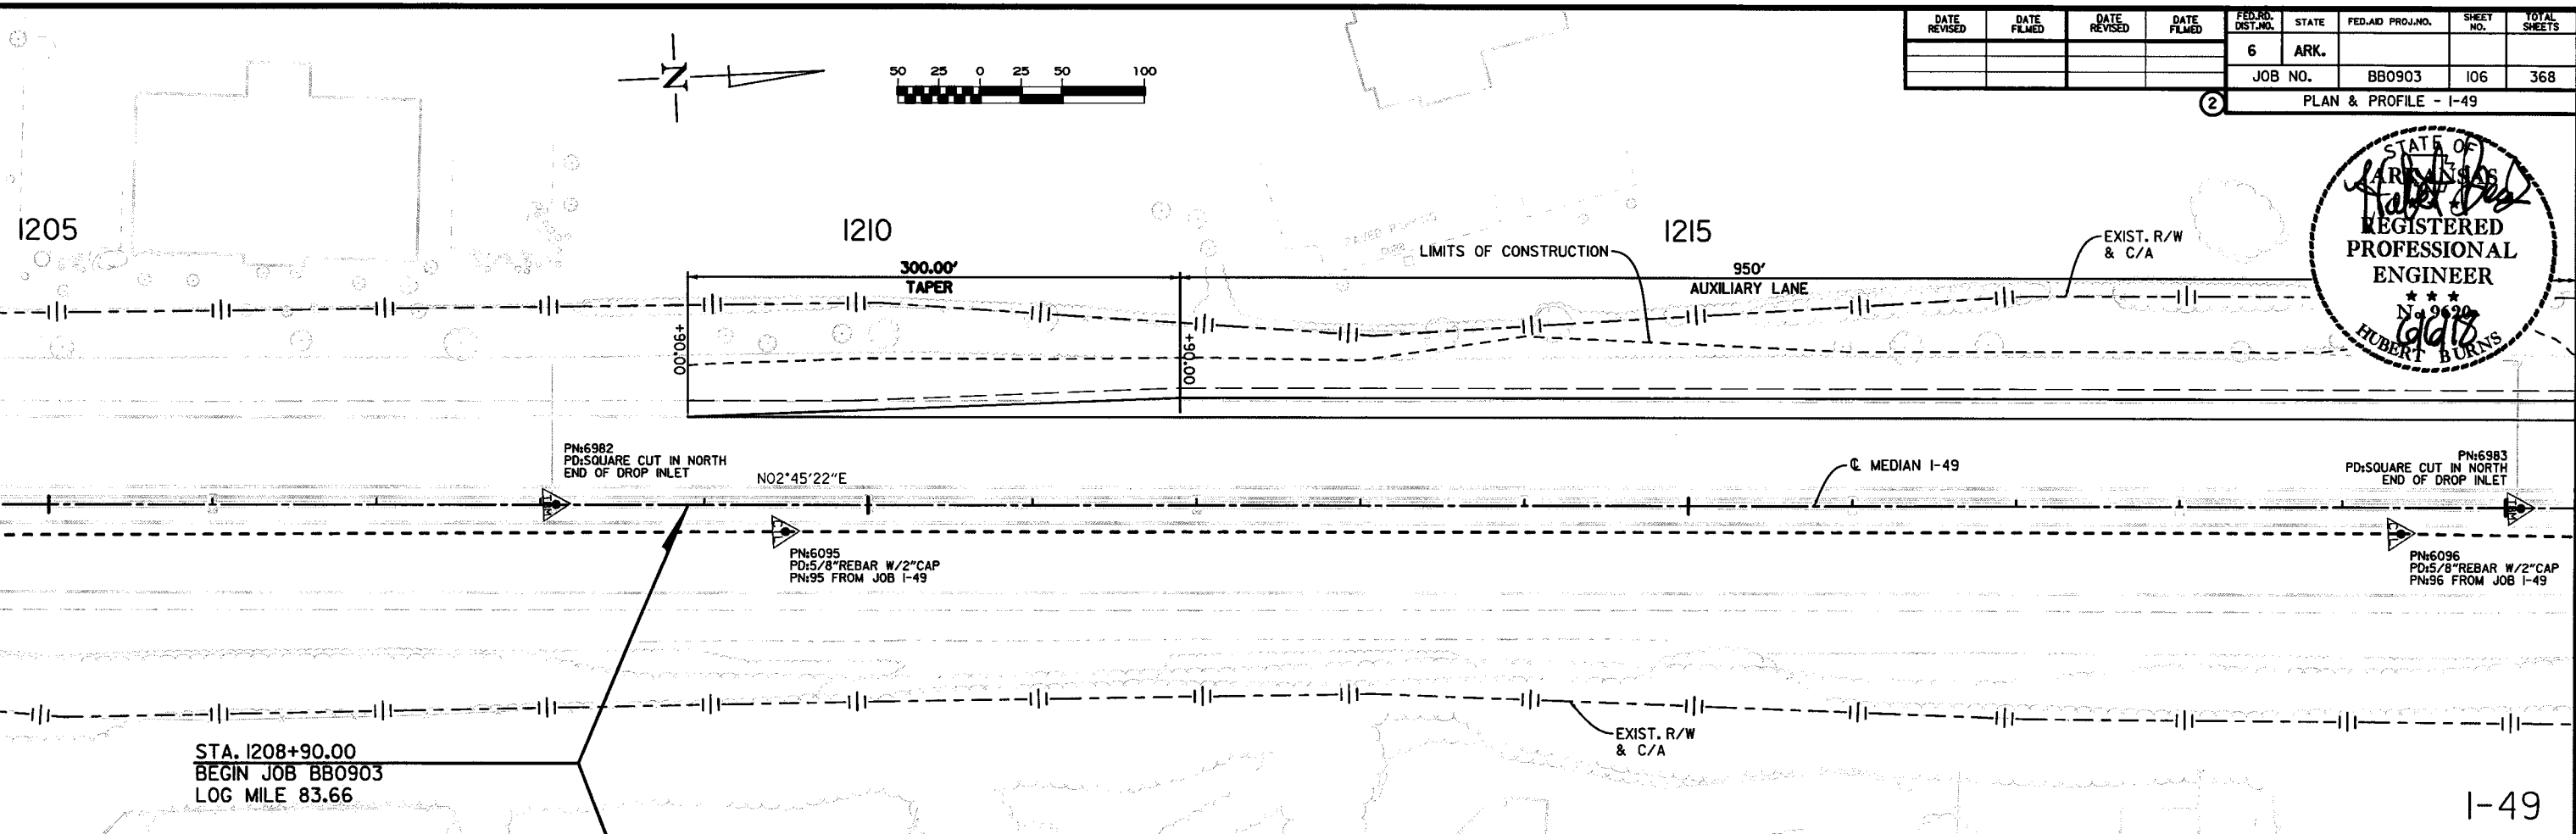 DATE REVISED
DATE FILMED
DATE REVISED
DATE FILMED
FED.RD. DIST.NO.
STATE
FED.AID PROJ.NO.
SHEET NO.
TOTAL SHEETS
6
ARK.
JOB NO.
BB0903
106
368
2
PLAN & PROFILE - I-49
N
50 25 0 25 50 100
STATE OF
ARKANSAS
REGISTERED
PROFESSIONAL
ENGINEER
★ ★ ★
No 9620
HUBERT BURNS
1205
1210
1215
LIMITS OF CONSTRUCTION
EXIST. R/W
& C/A
300.00'
TAPER
950'
AUXILIARY LANE
+90.00
+90.00
PN:6982
PD:SQUARE CUT IN NORTH
END OF DROP INLET
N02°45'22"E
℄ MEDIAN I-49
PN:6983
PD:SQUARE CUT IN NORTH
END OF DROP INLET
TBM
TBM
CTL
CTL
PN:6095
PD:5/8"REBAR W/2"CAP
PN:95 FROM JOB I-49
PN:6096
PD:5/8"REBAR W/2"CAP
PN:96 FROM JOB I-49
STA. 1208+90.00
BEGIN JOB BB0903
LOG MILE 83.66
EXIST. R/W
& C/A
I-49